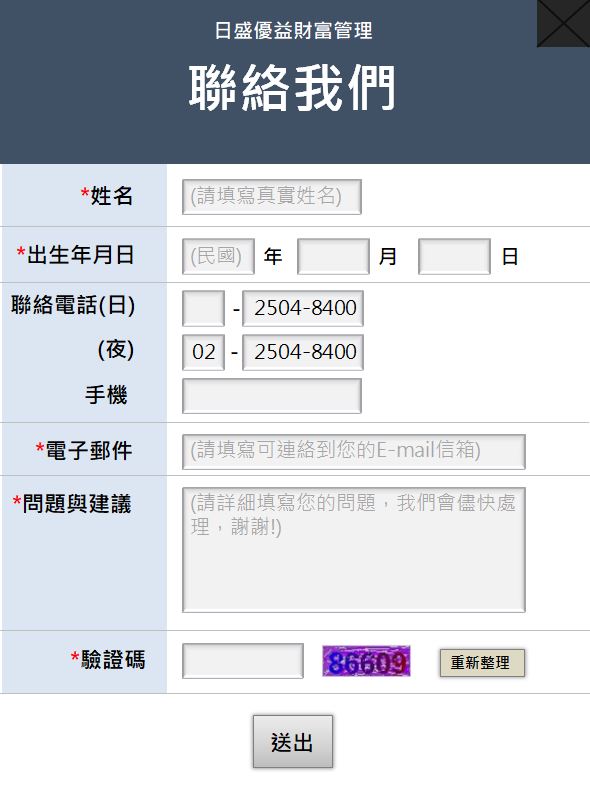 日盛優益財富管理
聯絡我們
*姓名 (請填寫真實姓名)
*出生年月日 (民國) 年 月 日
聯絡電話(日) - 2504-8400
(夜) 02 - 2504-8400
手機
*電子郵件 (請填寫可連絡到您的E-mail信箱)
*問題與建議 (請詳細填寫您的問題，我們會儘快處
理，謝謝!)
*驗證碼 86609 重新整理
送出